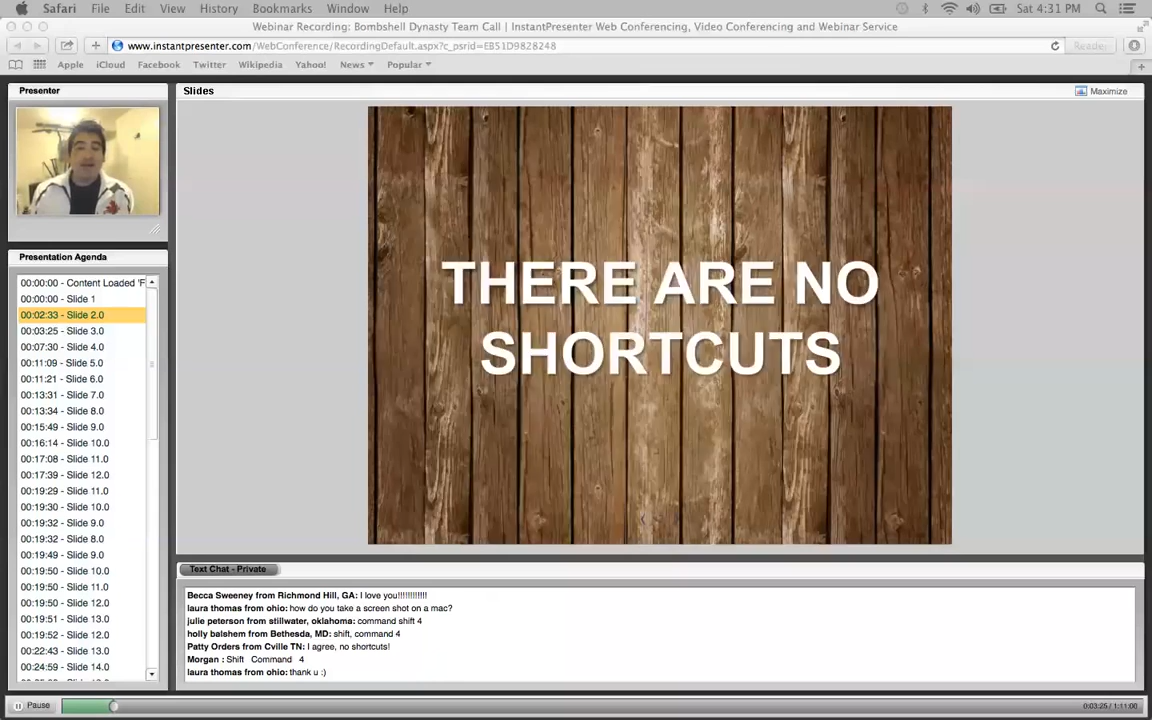 Safari File Edit View History Bookmarks Window Help Sat 4:31 PM
Webinar Recording: Bombshell Dynasty Team Call | InstantPresenter Web Conferencing, Video Conferencing and Webinar Service
www.instantpresenter.com/WebConference/RecordingDefault.aspx?c_psrid=EB51D9828248 Reader
Apple iCloud Facebook Twitter Wikipedia Yahoo! News Popular
Presenter
Slides
Maximize
THERE ARE NO
SHORTCUTS
Presentation Agenda
00:00:00 - Content Loaded 'F
00:00:00 - Slide 1
00:02:33 - Slide 2.0
00:03:25 - Slide 3.0
00:07:30 - Slide 4.0
00:11:09 - Slide 5.0
00:11:21 - Slide 6.0
00:13:31 - Slide 7.0
00:13:34 - Slide 8.0
00:15:49 - Slide 9.0
00:16:14 - Slide 10.0
00:17:08 - Slide 11.0
00:17:39 - Slide 12.0
00:19:29 - Slide 11.0
00:19:30 - Slide 10.0
00:19:32 - Slide 9.0
00:19:32 - Slide 8.0
00:19:49 - Slide 9.0
00:19:50 - Slide 10.0
00:19:50 - Slide 11.0
00:19:50 - Slide 12.0
00:19:51 - Slide 13.0
00:19:52 - Slide 12.0
00:22:43 - Slide 13.0
00:24:59 - Slide 14.0
Text Chat - Private
Becca Sweeney from Richmond Hill, GA: I love you!!!!!!!!!!!!
laura thomas from ohio: how do you take a screen shot on a mac?
julie peterson from stillwater, oklahoma: command shift 4
holly balshem from Bethesda, MD: shift, command 4
Patty Orders from Cville TN: I agree, no shortcuts!
Morgan : Shift Command 4
laura thomas from ohio: thank u :)
Pause
0:03:25 / 1:11:00